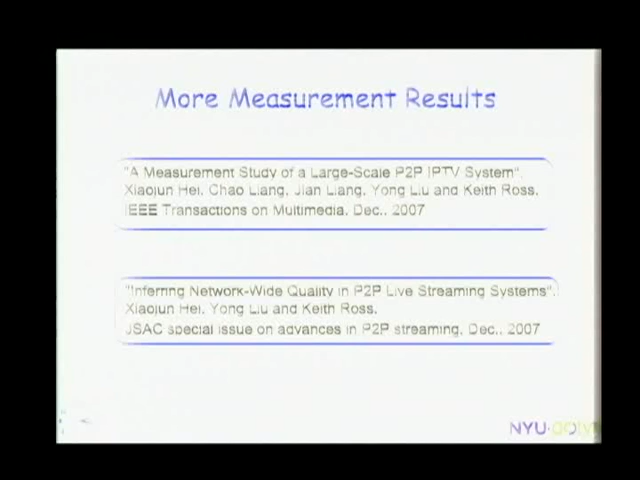 More Measurement Results
"A Measurement Study of a Large-Scale P2P IPTV System",
Xiaojun Hei, Chao Liang, Jian Liang, Yong Liu and Keith Ross.
IEEE Transactions on Multimedia, Dec., 2007
"Inferring Network-Wide Quality in P2P Live Streaming Systems",
Xiaojun Hei, Yong Liu and Keith Ross.
JSAC special issue on advances in P2P streaming, Dec., 2007
NYU·poly